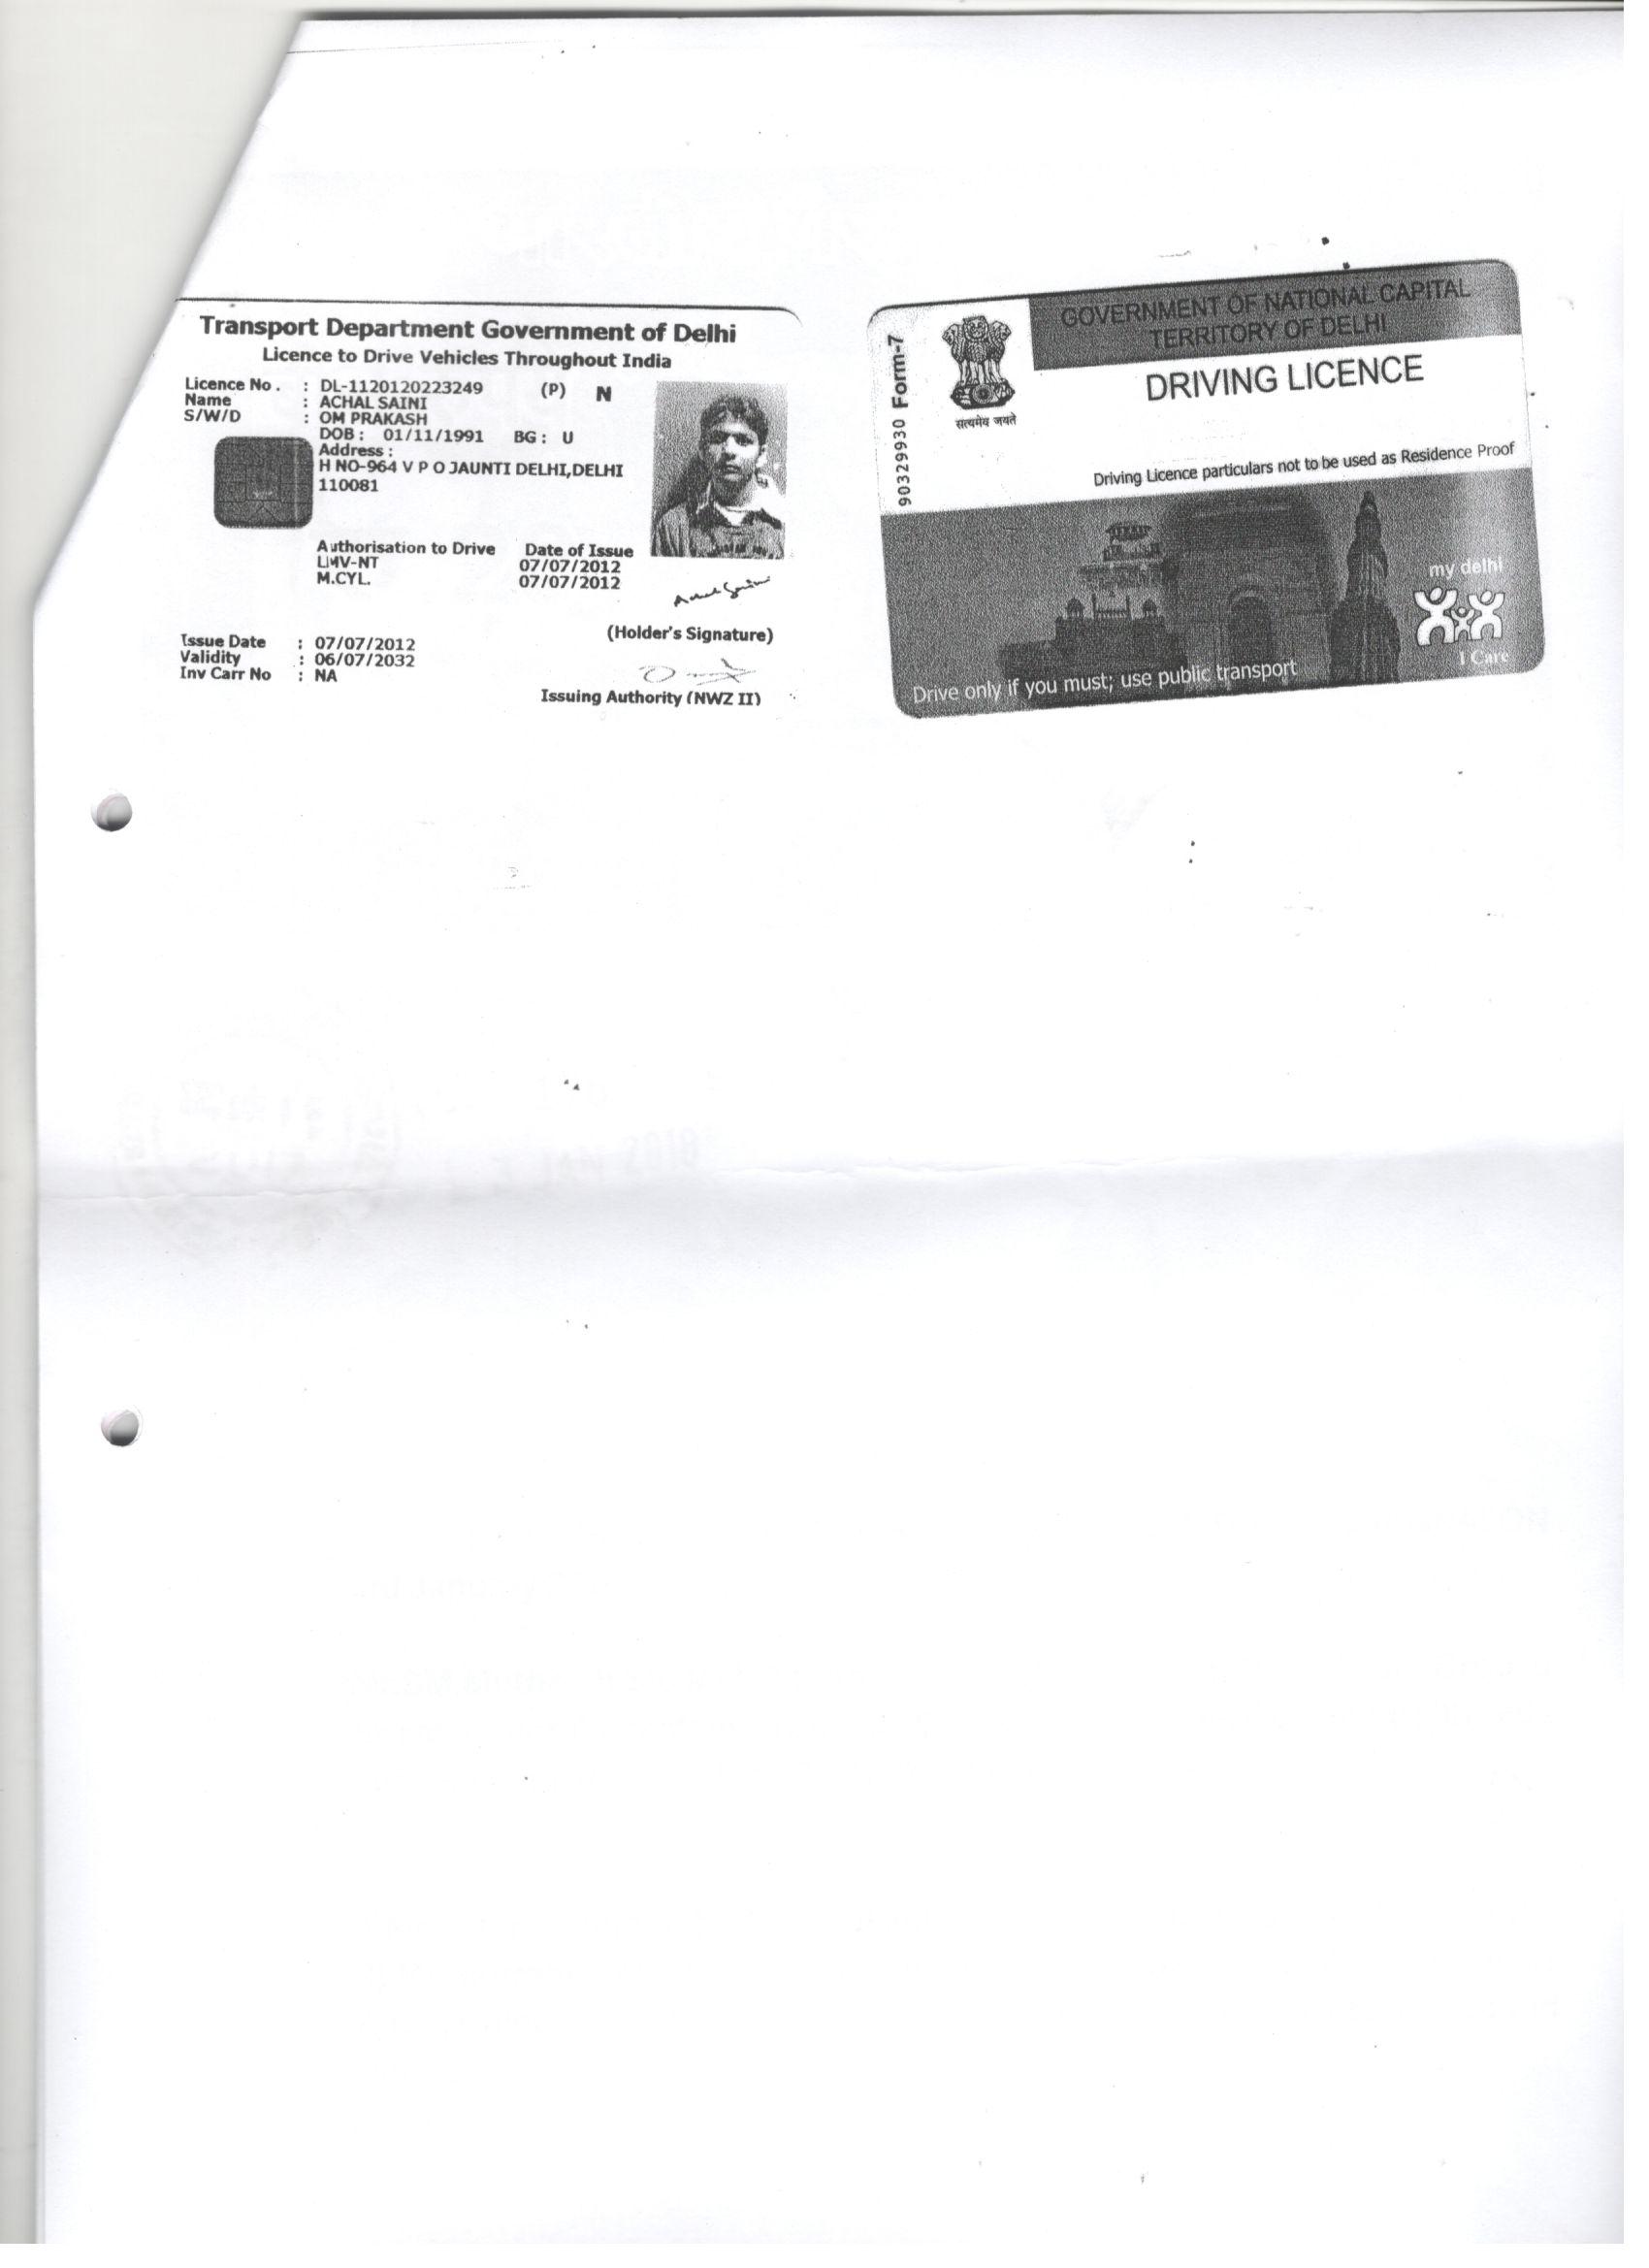 Transport Department Government of Delhi
Licence to Drive Vehicles Throughout India
Licence No. : DL-1120120223249 (P) N
Name : ACHAL SAINI
S/W/D : OM PRAKASH
DOB : 01/11/1991 BG : U
Address :
H NO-964 V P O JAUNTI DELHI,DELHI
110081
Authorisation to Drive Date of Issue
LMV-NT 07/07/2012
M.CYL. 07/07/2012
Achal Saini
(Holder's Signature)
Issue Date : 07/07/2012
Validity : 06/07/2032
Inv Carr No : NA
Issuing Authority (NWZ II)
90329930 Form-7
सत्यमेव जयते
GOVERNMENT OF NATIONAL CAPITAL
TERRITORY OF DELHI
DRIVING LICENCE
Driving Licence particulars not to be used as Residence Proof
my delhi
I Care
Drive only if you must; use public transport